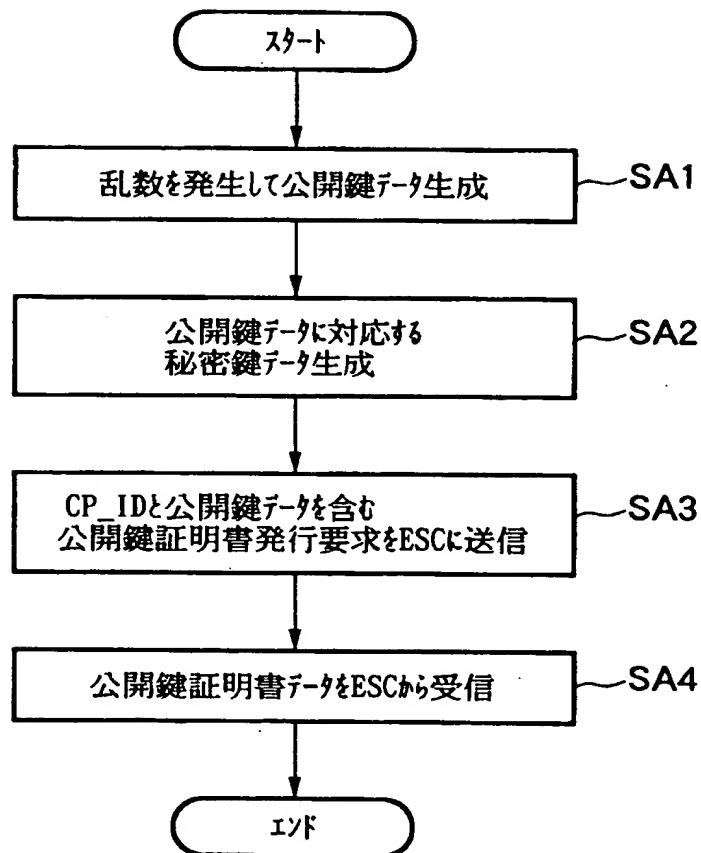 スタート
乱数を発生して公開鍵データ生成
SA1
公開鍵データに対応する
秘密鍵データ生成
SA2
CP_IDと公開鍵データを含む
公開鍵証明書発行要求をESCに送信
SA3
公開鍵証明書データをESCから受信
SA4
エンド